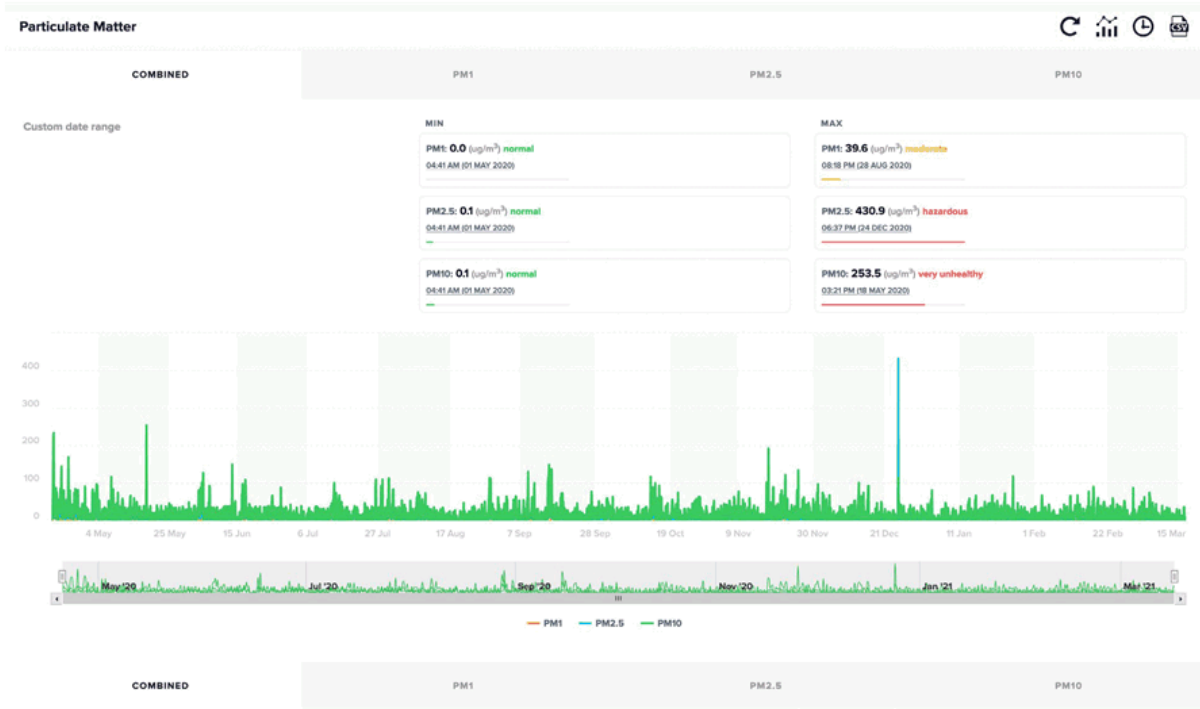 Particulate Matter
CSV
COMBINED PM1 PM2.5 PM10
Custom date range
MIN
PM1: 0.0 (ug/m³) normal
04:41 AM (01 MAY 2020)
PM2.5: 0.1 (ug/m³) normal
04:41 AM (01 MAY 2020)
PM10: 0.1 (ug/m³) normal
04:41 AM (01 MAY 2020)
MAX
PM1: 39.6 (ug/m³) moderate
08:18 PM (28 AUG 2020)
PM2.5: 430.9 (ug/m³) hazardous
06:37 PM (24 DEC 2020)
PM10: 253.5 (ug/m³) very unhealthy
03:21 PM (18 MAY 2020)
400
300
200
100
0
4 May 25 May 15 Jun 6 Jul 27 Jul 17 Aug 7 Sep 28 Sep 19 Oct 9 Nov 30 Nov 21 Dec 11 Jan 1 Feb 22 Feb 15 Mar
May '20 Jul '20 Sep '20 Nov '20 Jan '21 Mar '21
PM1 PM2.5 PM10
COMBINED PM1 PM2.5 PM10